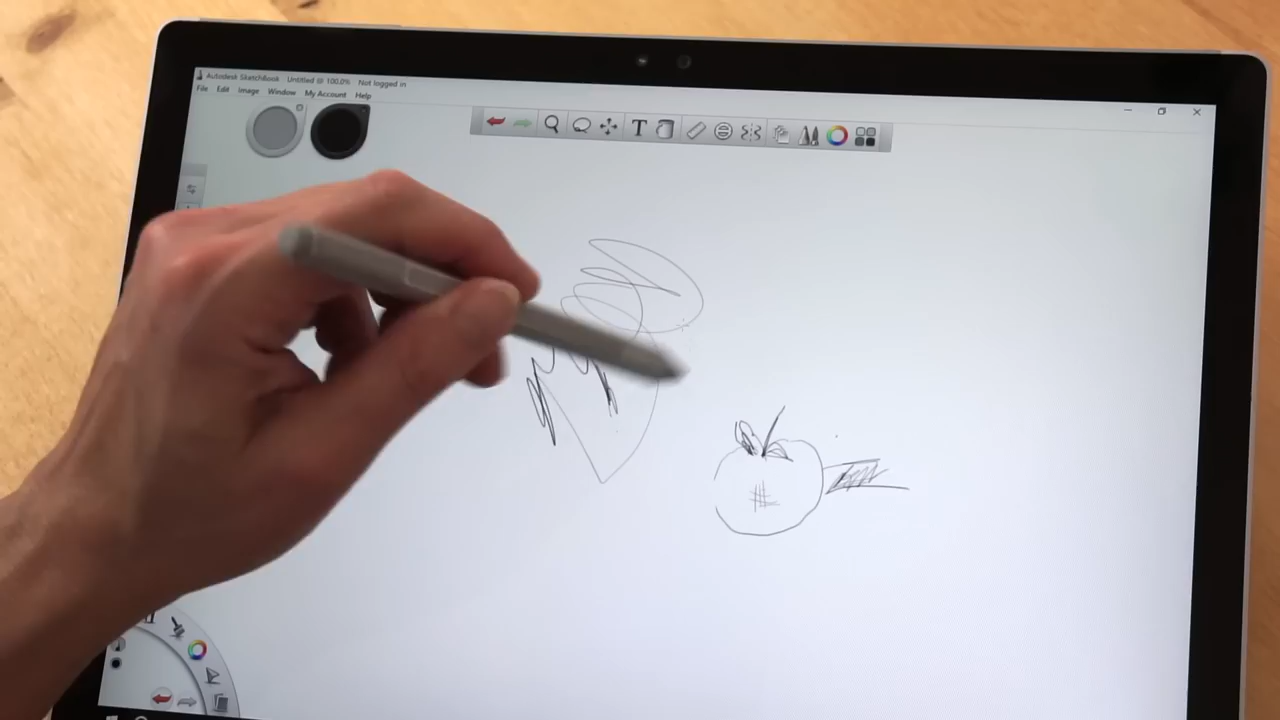 Autodesk SketchBook Untitled @ 100.0% Not logged in
File Edit Image Window My Account Help
T